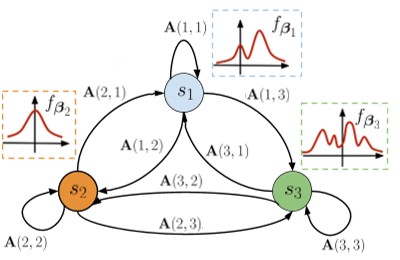 A(1, 1)
f_β₁
A(2, 1)
s₁
A(1, 3)
f_β₂
f_β₃
A(1, 2)
A(3, 1)
s₂
A(3, 2)
s₃
A(2, 3)
A(2, 2)
A(3, 3)